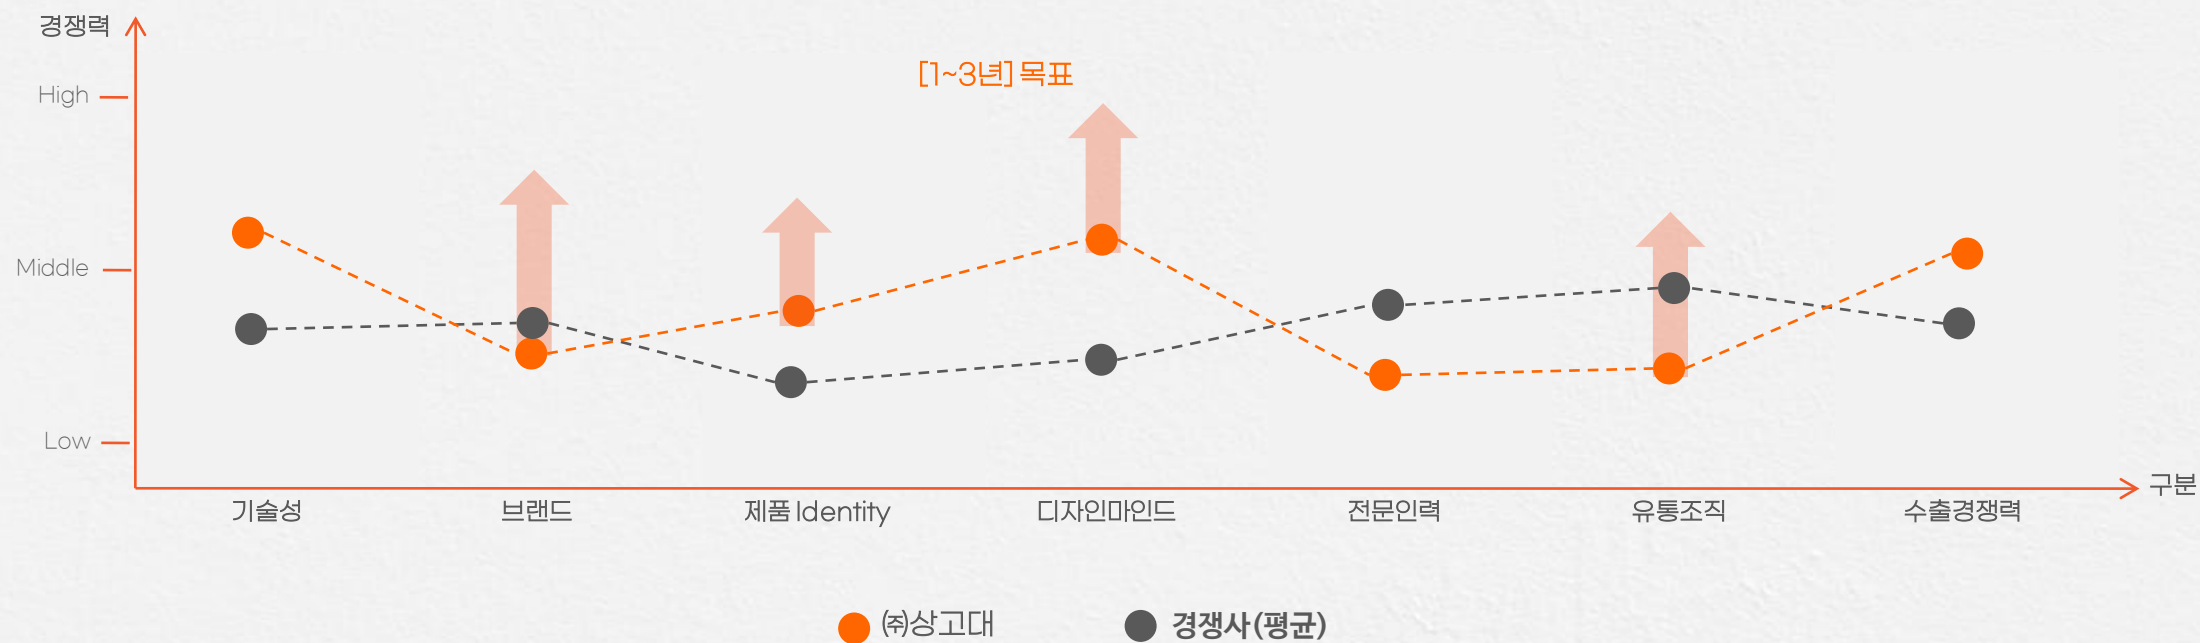 경쟁력
[1~3년] 목표
High
Middle
Low
구분
기술성
브랜드
제품 Identity
디자인마인드
전문인력
유통조직
수출경쟁력
㈜상고대
경쟁사(평균)